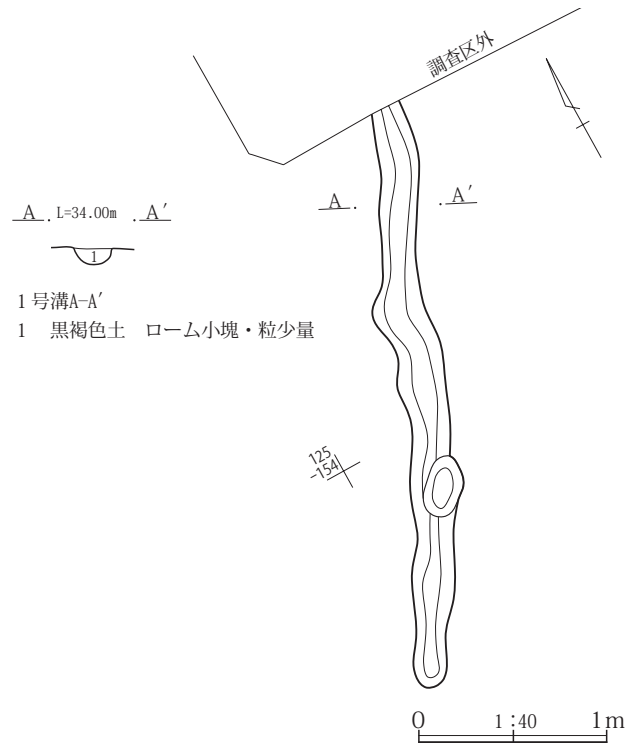 調査区外
A . . A′
A . L=34.00m . A′
1
1号溝A-A′
1 黒褐色土 ローム小塊・粒少量
125
-154
0 1:40 1m